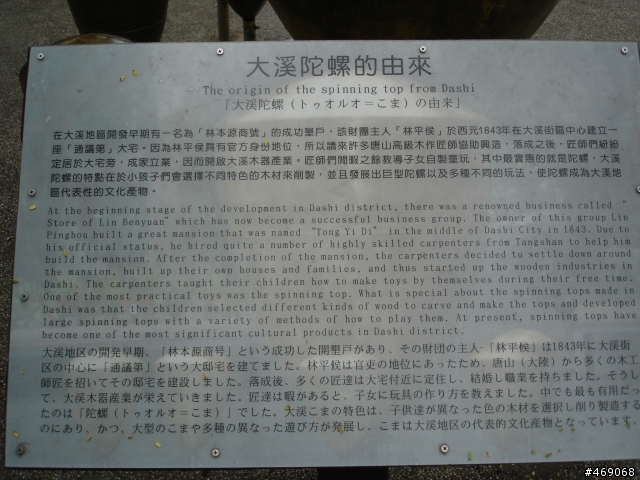 大溪陀螺的由來
The origin of the spinning top from Dashi
「大溪陀螺（トゥオルオ＝こま）の由來」
在大溪地區開發早期有一名為「林本源商號」的成功墾戶，該財團主人「林平侯」於西元1843年在大溪街區中心建立一
座「通議第」大宅。因為林平侯具有官方身份地位，所以請來許多唐山高級木作匠師協助興造，落成之後，匠師們紛紛
定居於大宅旁，成家立業，因而開啟大溪木器產業。匠師們閒暇之餘教導子女自製童玩，其中最實惠的就是陀螺，大溪
陀螺的特點在於小孩子們會選擇不同特色的木材來削製，並且發展出巨型陀螺以及多種不同的玩法，使陀螺成為大溪地
區代表性的文化產物。
At the beginning stage of the development in Dashi district, there was a renowned business called "
Store of Lin Benyuan" which has now become a successful business group. The owner of this group Lin
Pinghou built a great mansion that was named "Tong Yi Di" in the middle of Dashi City in 1843. Due to
his official status, he hired quite a number of highly skilled carpenters from Tangshan to help him
build the mansion. After the completion of the mansion, the carpenters decided to settle down around
the mansion, built up their own houses and families, and thus started up the wooden industries in
Dashi. The carpenters taught their children how to make toys by themselves during their free time.
One of the most practical toys was the spinning top. What is special about the spinning tops made in
Dashi was that the children selected different kinds of wood to carve and make the tops and developed
large spinning tops with a variety of methods of how to play them. At present, spinning tops have
become one of the most significant cultural products in Dashi district.
大溪地区の開発早期、「林本源商号」という成功した開墾戸があり、その財団の主人「林平候」は1843年に大溪街
区の中心に「通議第」という大邸宅を建てました。林平候は官吏の地位にあったため、唐山（大陸）から多くの木工
師匠を招いてその邸宅を建設しました。落成後、多くの匠達は大宅付近に定住し、結婚し職業を持ちました。そうし
て、大溪木器産業が栄えていきました。匠達は暇があると、子女に玩具の作り方を教えました。中でも最も有用だっ
たのは「陀螺（トゥオルオ＝こま）」でした。大溪こまの特色は、子供達が異なった色の木材を選択し削り製造する
のにあり、かつ、大型のこまや多種の異なった遊び方が発展し、こまは大溪地区の代表的文化産物となっています。
#469068